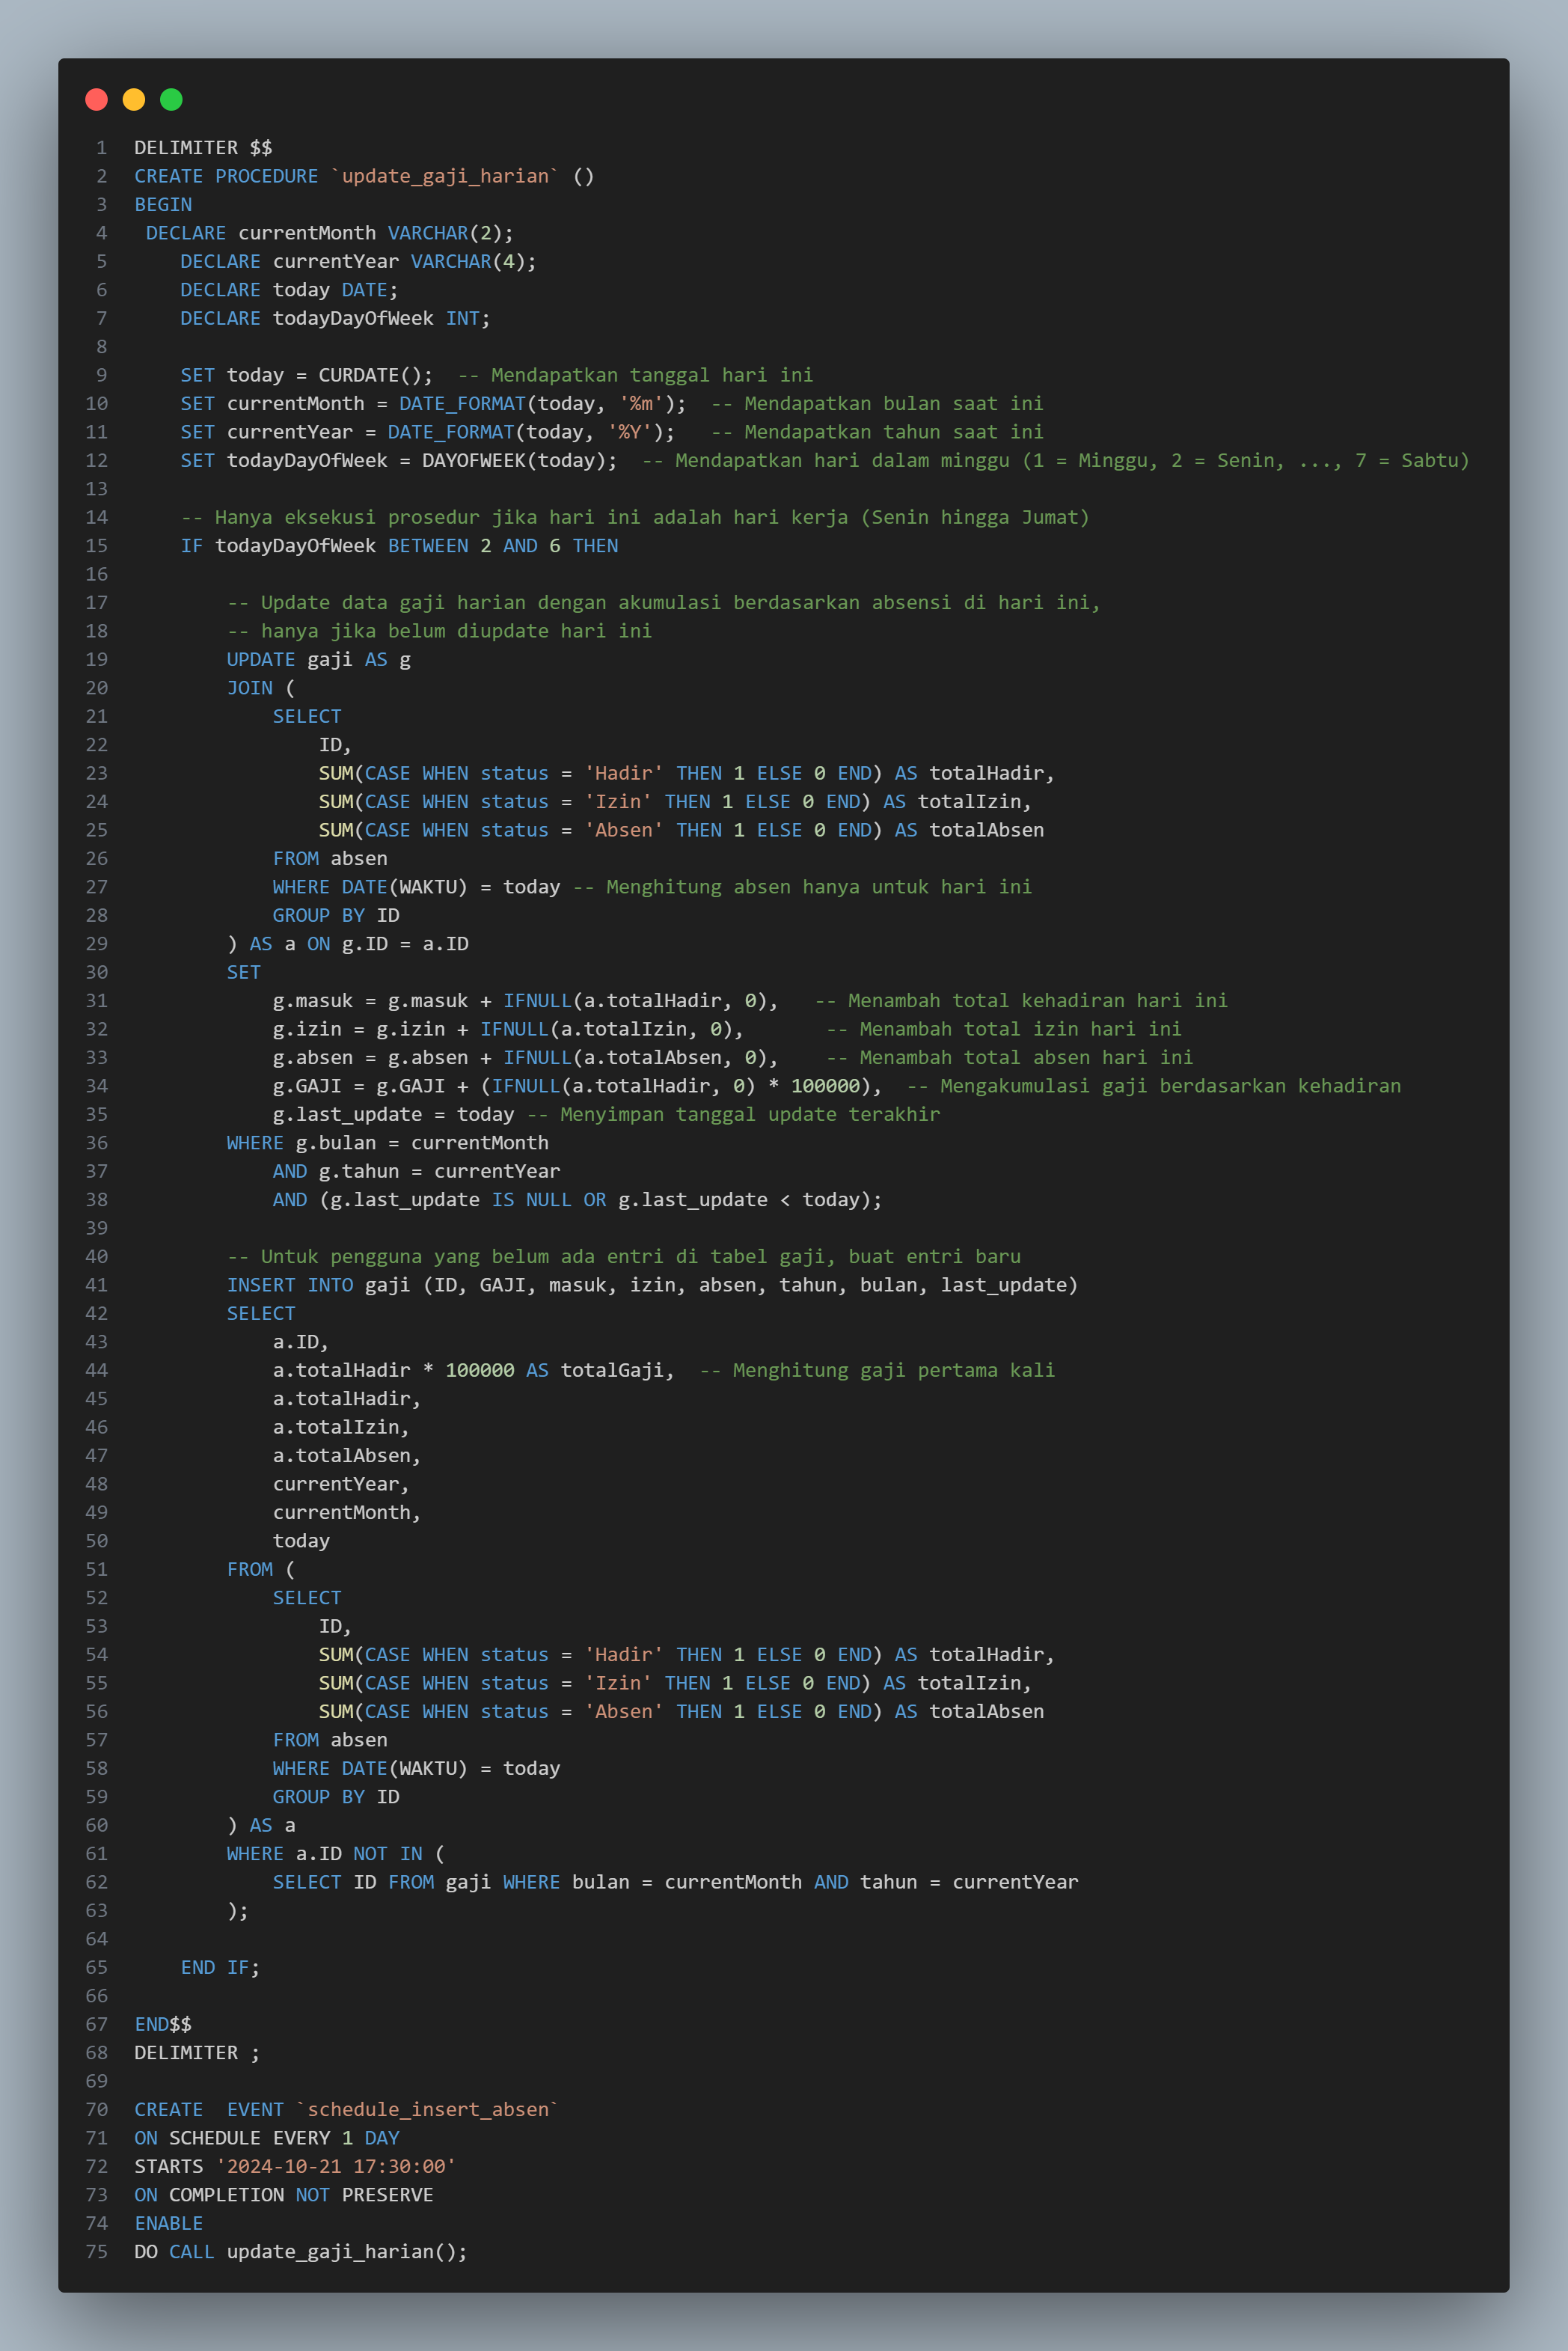 1 DELIMITER $$
2 CREATE PROCEDURE `update_gaji_harian` ()
3 BEGIN
4  DECLARE currentMonth VARCHAR(2);
5     DECLARE currentYear VARCHAR(4);
6     DECLARE today DATE;
7     DECLARE todayDayOfWeek INT;
8
9     SET today = CURDATE();  -- Mendapatkan tanggal hari ini
10     SET currentMonth = DATE_FORMAT(today, '%m');  -- Mendapatkan bulan saat ini
11     SET currentYear = DATE_FORMAT(today, '%Y');   -- Mendapatkan tahun saat ini
12     SET todayDayOfWeek = DAYOFWEEK(today);  -- Mendapatkan hari dalam minggu (1 = Minggu, 2 = Senin, ..., 7 = Sabtu)
13
14     -- Hanya eksekusi prosedur jika hari ini adalah hari kerja (Senin hingga Jumat)
15     IF todayDayOfWeek BETWEEN 2 AND 6 THEN
16
17         -- Update data gaji harian dengan akumulasi berdasarkan absensi di hari ini,
18         -- hanya jika belum diupdate hari ini
19         UPDATE gaji AS g
20         JOIN (
21             SELECT
22                 ID,
23                 SUM(CASE WHEN status = 'Hadir' THEN 1 ELSE 0 END) AS totalHadir,
24                 SUM(CASE WHEN status = 'Izin' THEN 1 ELSE 0 END) AS totalIzin,
25                 SUM(CASE WHEN status = 'Absen' THEN 1 ELSE 0 END) AS totalAbsen
26             FROM absen
27             WHERE DATE(WAKTU) = today -- Menghitung absen hanya untuk hari ini
28             GROUP BY ID
29         ) AS a ON g.ID = a.ID
30         SET
31             g.masuk = g.masuk + IFNULL(a.totalHadir, 0),   -- Menambah total kehadiran hari ini
32             g.izin = g.izin + IFNULL(a.totalIzin, 0),       -- Menambah total izin hari ini
33             g.absen = g.absen + IFNULL(a.totalAbsen, 0),    -- Menambah total absen hari ini
34             g.GAJI = g.GAJI + (IFNULL(a.totalHadir, 0) * 100000),  -- Mengakumulasi gaji berdasarkan kehadiran
35             g.last_update = today -- Menyimpan tanggal update terakhir
36         WHERE g.bulan = currentMonth
37             AND g.tahun = currentYear
38             AND (g.last_update IS NULL OR g.last_update < today);
39
40         -- Untuk pengguna yang belum ada entri di tabel gaji, buat entri baru
41         INSERT INTO gaji (ID, GAJI, masuk, izin, absen, tahun, bulan, last_update)
42         SELECT
43             a.ID,
44             a.totalHadir * 100000 AS totalGaji,  -- Menghitung gaji pertama kali
45             a.totalHadir,
46             a.totalIzin,
47             a.totalAbsen,
48             currentYear,
49             currentMonth,
50             today
51         FROM (
52             SELECT
53                 ID,
54                 SUM(CASE WHEN status = 'Hadir' THEN 1 ELSE 0 END) AS totalHadir,
55                 SUM(CASE WHEN status = 'Izin' THEN 1 ELSE 0 END) AS totalIzin,
56                 SUM(CASE WHEN status = 'Absen' THEN 1 ELSE 0 END) AS totalAbsen
57             FROM absen
58             WHERE DATE(WAKTU) = today
59             GROUP BY ID
60         ) AS a
61         WHERE a.ID NOT IN (
62             SELECT ID FROM gaji WHERE bulan = currentMonth AND tahun = currentYear
63         );
64
65     END IF;
66
67 END$$
68 DELIMITER ;
69
70 CREATE  EVENT `schedule_insert_absen`
71 ON SCHEDULE EVERY 1 DAY
72 STARTS '2024-10-21 17:30:00'
73 ON COMPLETION NOT PRESERVE
74 ENABLE
75 DO CALL update_gaji_harian();